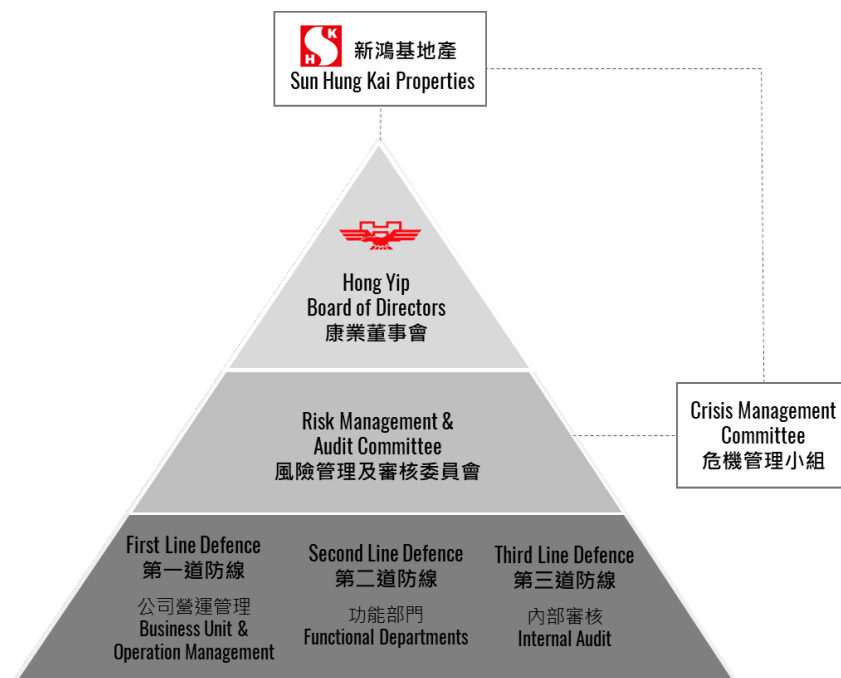 S
K
H
新鴻基地產
Sun Hung Kai Properties
Hong Yip
Board of Directors
康業董事會
Risk Management &
Audit Committee
風險管理及審核委員會
Crisis Management
Committee
危機管理小組
First Line Defence
第一道防線
公司營運管理
Business Unit &
Operation Management
Second Line Defence
第二道防線
功能部門
Functional Departments
Third Line Defence
第三道防線
內部審核
Internal Audit